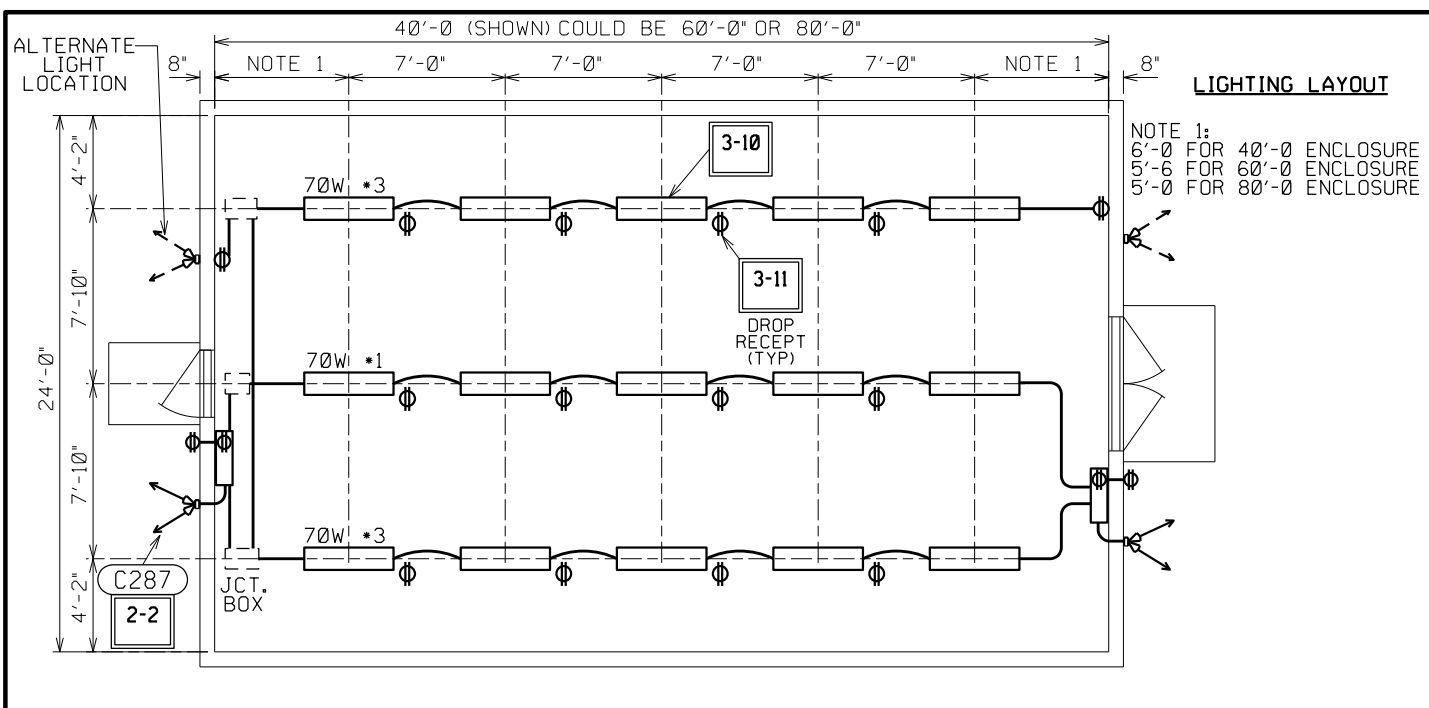 40'-0 (SHOWN) COULD BE 60'-0" OR 80'-0"
ALTERNATE
LIGHT
LOCATION
8"
NOTE 1
7'-0"
7'-0"
7'-0"
7'-0"
NOTE 1
8"
LIGHTING LAYOUT
NOTE 1:
6'-0 FOR 40'-0 ENCLOSURE
5'-6 FOR 60'-0 ENCLOSURE
5'-0 FOR 80'-0 ENCLOSURE
4'-2"
3-10
70W *3
7'-10"
3-11
DROP
RECEPT
(TYP)
24'-0"
70W *1
7'-10"
70W *3
4'-2"
C287
2-2
JCT.
BOX